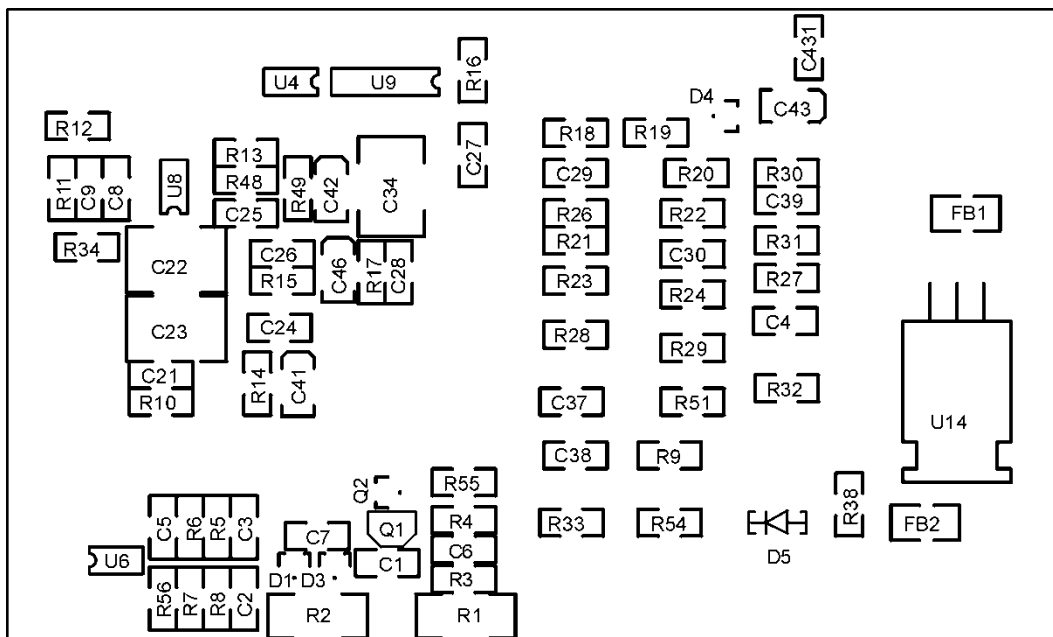 C431
U4
U9
R16
D4
C43
R12
R18
R19
R13
C27
R11
C9
C8
U8
R48
R49
C42
C34
C29
R20
R30
C39
C25
R26
R22
FB1
R34
C22
C26
C46
R17
C28
R21
C30
R31
R15
R23
R24
R27
C23
C24
R28
C4
R29
C21
R14
C41
R32
R10
C37
R51
U14
C38
R9
Q2
R55
C5
R6
R5
C3
C7
Q1
R4
R33
R54
D5
R38
FB2
U6
C1
C6
D1
D3
R3
R56
R7
R8
C2
R2
R1